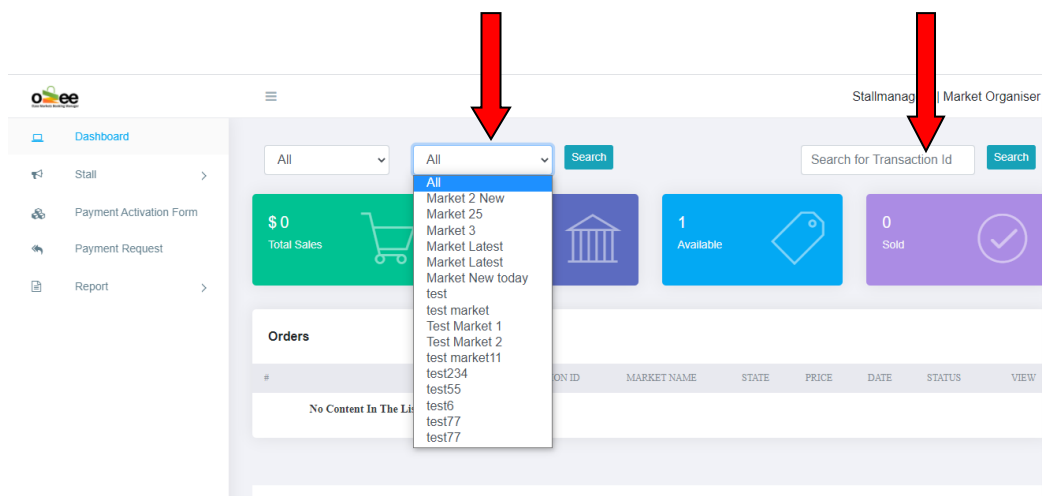 ozee
Stallmanag | Market Organiser
Dashboard
Stall
Payment Activation Form
Payment Request
Report
All
All
Search
Search for Transaction Id
Search
All
Market 2 New
Market 25
Market 3
Market Latest
Market Latest
Market New today
test
test market
Test Market 1
Test Market 2
test market11
test234
test55
test6
test77
test77
$ 0
Total Sales
1
Available
0
Sold
Orders
# ION ID MARKET NAME STATE PRICE DATE STATUS VIEW
No Content In The Lis